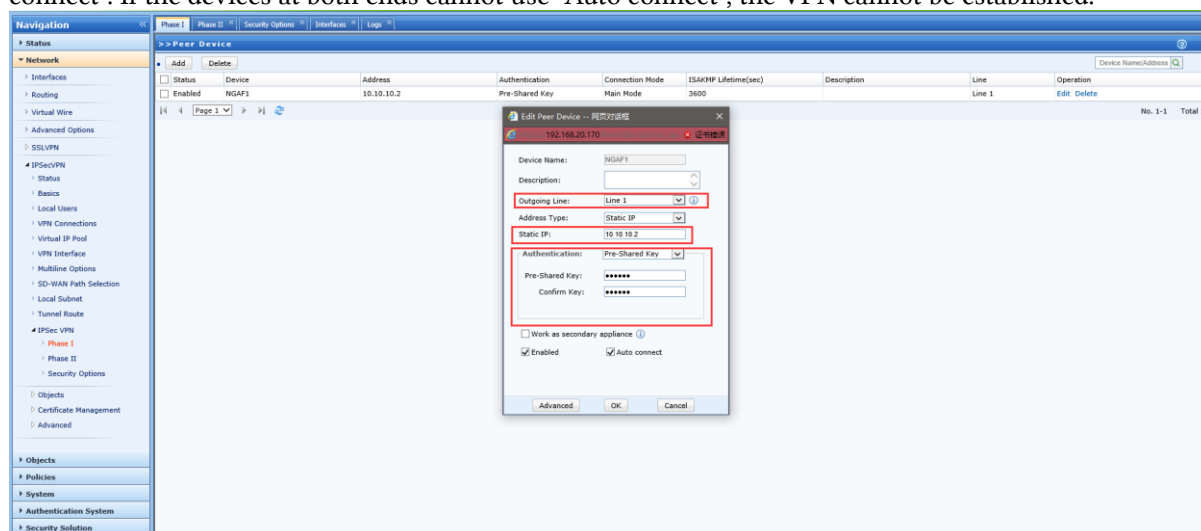 connect". If the devices at both ends cannot use "Auto connect", the VPN cannot be established.
Navigation
Status
Network
Interfaces
Routing
Virtual Wire
Advanced Options
SSLVPN
IPSecVPN
Status
Basics
Local Users
VPN Connections
Virtual IP Pool
VPN Interface
Multiline Options
SD-WAN Path Selection
Local Subnet
Tunnel Route
IPSec VPN
Phase I
Phase II
Security Options
Objects
Certificate Management
Advanced
Objects
Policies
System
Authentication System
Security Solution
Phase I Phase II Security Options Interfaces Logs
>>Peer Device
Add Delete Device Name/Address
Status Device Address Authentication Connection Mode ISAKMP Lifetime(sec) Description Line Operation
Enabled NGAF1 10.10.10.2 Pre-Shared Key Main Mode 3600 Line 1 Edit Delete
Page 1 No. 1-1 Total
Edit Peer Device -- 网页对话框
192.168.20.170 证书错误
Device Name: NGAF1
Description:
Outgoing Line: Line 1
Address Type: Static IP
Static IP: 10.10.10.2
Authentication: Pre-Shared Key
Pre-Shared Key: ••••••
Confirm Key: ••••••
Work as secondary appliance
Enabled Auto connect
Advanced OK Cancel